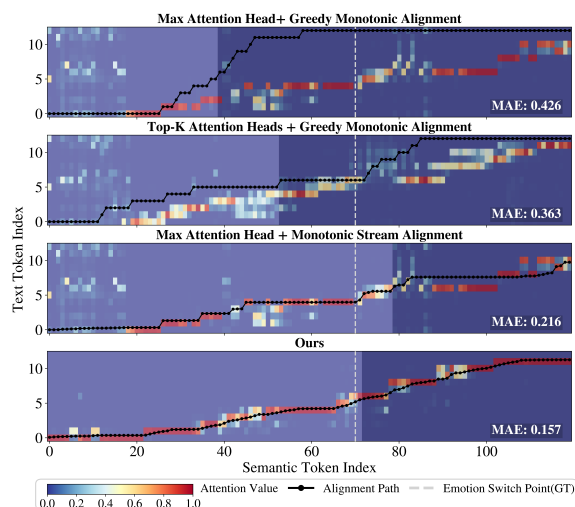 Max Attention Head+ Greedy Monotonic Alignment
10
5
0
MAE: 0.426
Top-K Attention Heads + Greedy Monotonic Alignment
10
5
0
MAE: 0.363
Max Attention Head + Monotonic Stream Alignment
10
5
0
MAE: 0.216
Ours
10
5
0
MAE: 0.157
0 20 40 60 80 100
Text Token Index
Semantic Token Index
0.0 0.2 0.4 0.6 0.8 1.0
Attention Value
Alignment Path
Emotion Switch Point(GT)